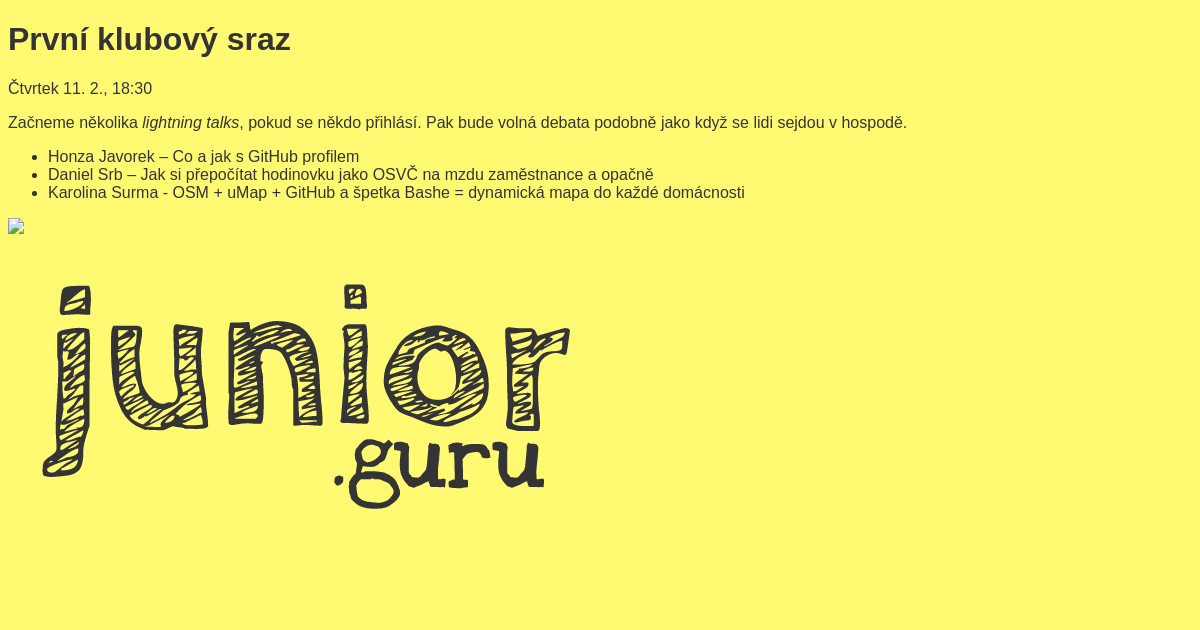 První klubový sraz
Čtvrtek 11. 2., 18:30
Začneme několika lightning talks, pokud se někdo přihlásí. Pak bude volná debata podobně jako když se lidi sejdou v hospodě.
Honza Javorek – Co a jak s GitHub profilem
Daniel Srb – Jak si přepočítat hodinovku jako OSVČ na mzdu zaměstnance a opačně
Karolina Surma - OSM + uMap + GitHub a špetka Bashe = dynamická mapa do každé domácnosti
junior
.guru